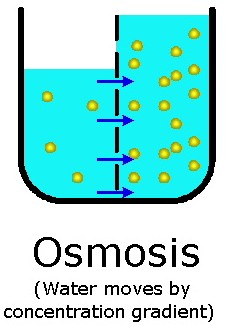 Osmosis
(Water moves by
concentration gradient)